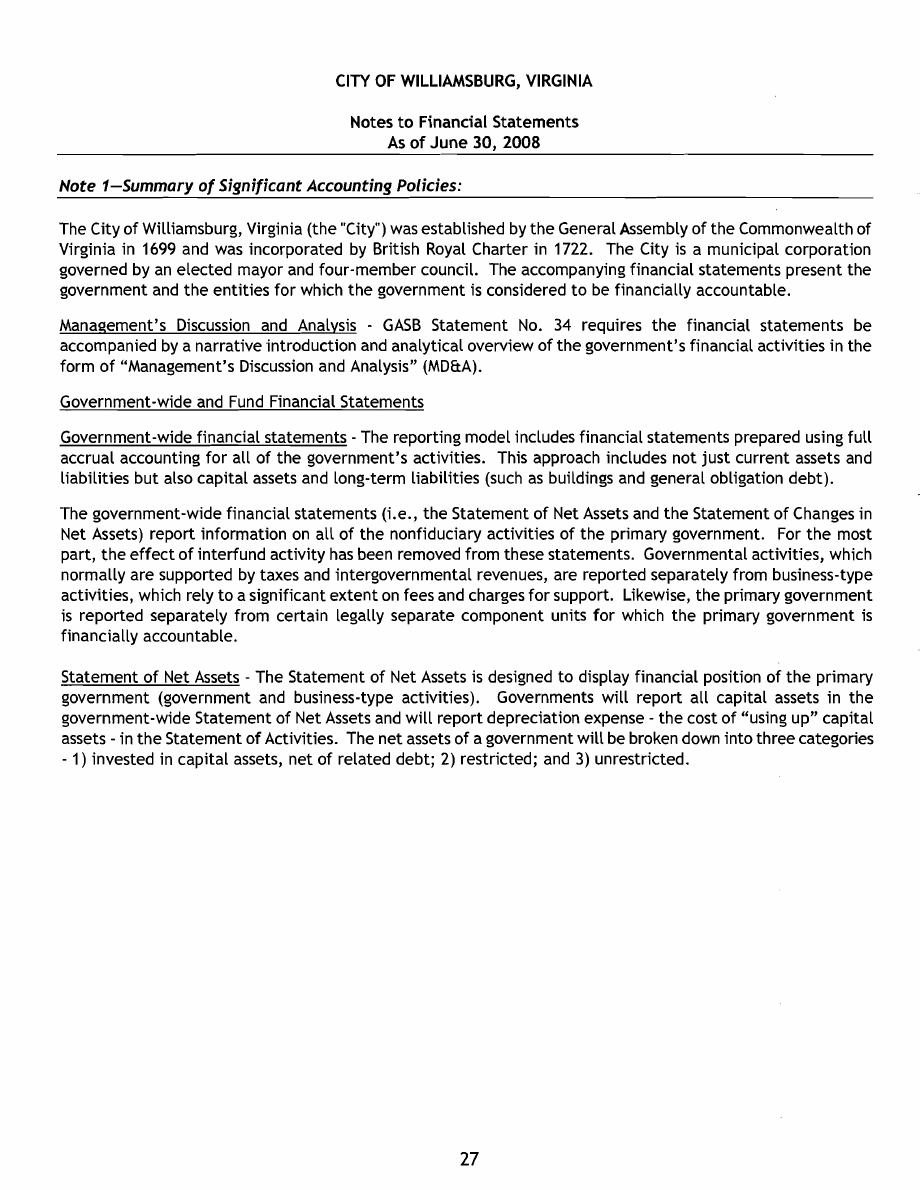 CITY OF WILLIAMSBURG, VIRGINIA
Notes to Financial Statements
As of June 30, 2008
Note 1—Summary of Significant Accounting Policies:
The City of Williamsburg, Virginia (the "City") was established by the General Assembly of the Commonwealth of
Virginia in 1699 and was incorporated by British Royal Charter in 1722. The City is a municipal corporation
governed by an elected mayor and four-member council. The accompanying financial statements present the
government and the entities for which the government is considered to be financially accountable.
Management's Discussion and Analysis - GASB Statement No. 34 requires the financial statements be
accompanied by a narrative introduction and analytical overview of the government's financial activities in the
form of “Management's Discussion and Analysis” (MD&A).
Government-wide and Fund Financial Statements
Government-wide financial statements - The reporting model includes financial statements prepared using full
accrual accounting for all of the government's activities. This approach includes not just current assets and
liabilities but also capital assets and long-term liabilities (such as buildings and general obligation debt).
The government-wide financial statements (i.e., the Statement of Net Assets and the Statement of Changes in
Net Assets) report information on all of the nonfiduciary activities of the primary government. For the most
part, the effect of interfund activity has been removed from these statements. Governmental activities, which
normally are supported by taxes and intergovernmental revenues, are reported separately from business-type
activities, which rely to a significant extent on fees and charges for support. Likewise, the primary government
is reported separately from certain legally separate component units for which the primary government is
financially accountable.
Statement of Net Assets - The Statement of Net Assets is designed to display financial position of the primary
government (government and business-type activities). Governments will report all capital assets in the
government-wide Statement of Net Assets and will report depreciation expense - the cost of “using up” capital
assets - in the Statement of Activities. The net assets of a government will be broken down into three categories
- 1) invested in capital assets, net of related debt; 2) restricted; and 3) unrestricted.
27